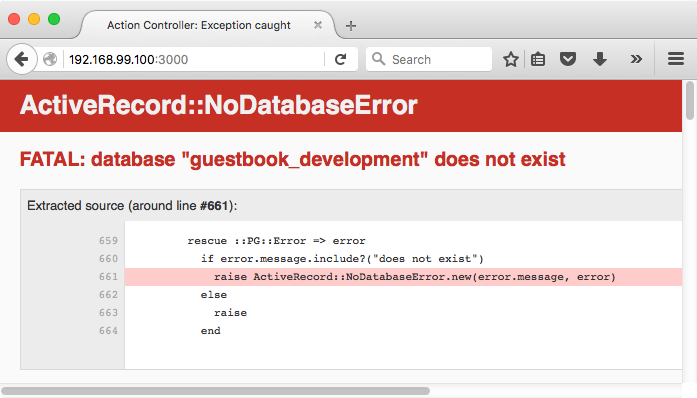 Action Controller: Exception caught
192.168.99.100:3000
Search
ActiveRecord::NoDatabaseError
FATAL: database "guestbook_development" does not exist
Extracted source (around line #661):
659 rescue ::PG::Error => error
660 if error.message.include?("does not exist")
661 raise ActiveRecord::NoDatabaseError.new(error.message, error)
662 else
663 raise
664 end